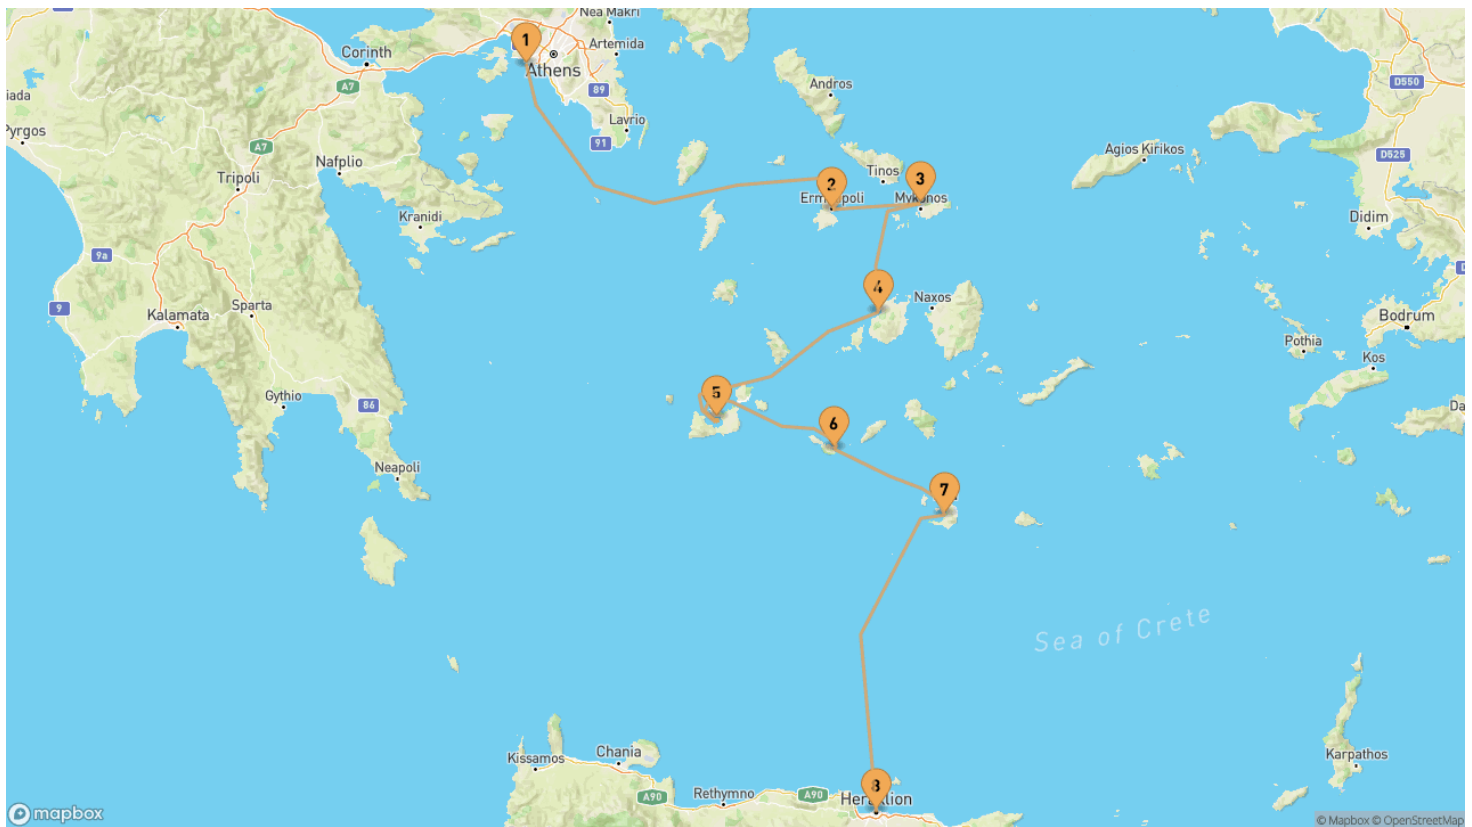 Nea Makri
1
Corinth
Artemida
Athens
A7
89
Andros
D550
iada
Lavrio
Pyrgos
A7
91
Agios Kirikos
D525
Nafplio
Tinos
Tripoli
2
3
Kranidi
Didim
9a
4
Naxos
9
Sparta
Kalamata
Bodrum
Pothia
Kos
5
Gythio
86
6
Da
Neapoli
7
Sea of Crete
Kissamos
Chania
Karpathos
Rethymno
A90
A90
8
mapbox
© Mapbox © OpenStreetMap